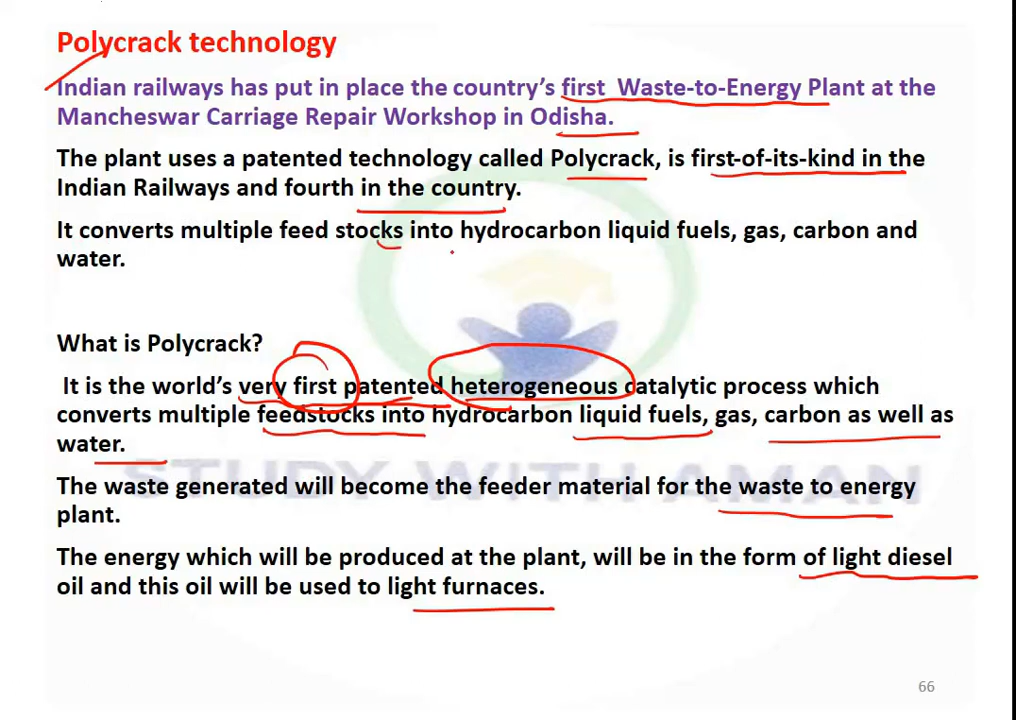 Polycrack technology
Indian railways has put in place the country's first Waste-to-Energy Plant at the
Mancheswar Carriage Repair Workshop in Odisha.
The plant uses a patented technology called Polycrack, is first-of-its-kind in the
Indian Railways and fourth in the country.
It converts multiple feed stocks into hydrocarbon liquid fuels, gas, carbon and
water.
What is Polycrack?
It is the world's very first patented heterogeneous catalytic process which
converts multiple feedstocks into hydrocarbon liquid fuels, gas, carbon as well as
water.
STUDY WITH AMAN
The waste generated will become the feeder material for the waste to energy
plant.
The energy which will be produced at the plant, will be in the form of light diesel
oil and this oil will be used to light furnaces.
66